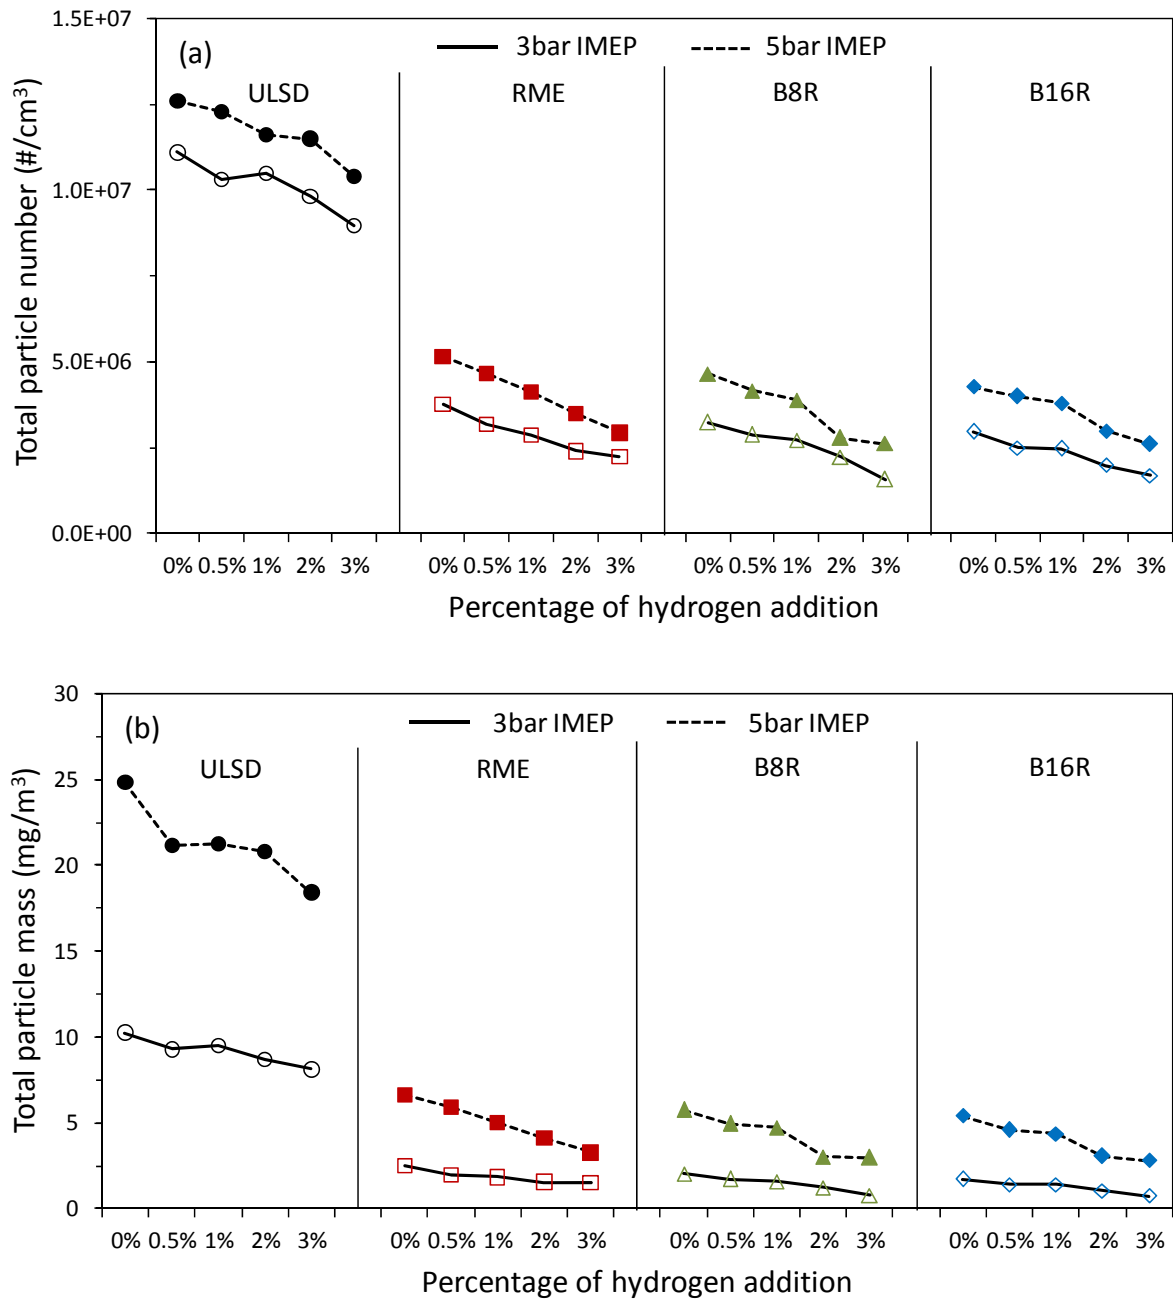 (a)
3bar IMEP 5bar IMEP
ULSD RME B8R B16R
Total particle number (#/cm³)
1.5E+07
1.0E+07
5.0E+06
0.0E+00
0% 0.5% 1% 2% 3% 0% 0.5% 1% 2% 3% 0% 0.5% 1% 2% 3% 0% 0.5% 1% 2% 3%
Percentage of hydrogen addition
(b)
3bar IMEP 5bar IMEP
ULSD RME B8R B16R
Total particle mass (mg/m³)
30
25
20
15
10
5
0
0% 0.5% 1% 2% 3% 0% 0.5% 1% 2% 3% 0% 0.5% 1% 2% 3% 0% 0.5% 1% 2% 3%
Percentage of hydrogen addition